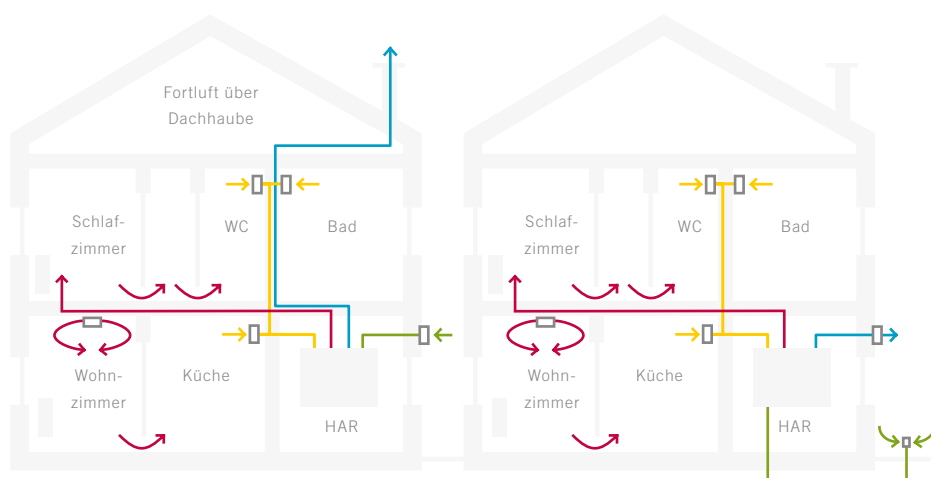 Fortluft über
Dachhaube
Schlaf-
zimmer
WC
Bad
Wohn-
zimmer
Küche
HAR
Schlaf-
zimmer
WC
Bad
Wohn-
zimmer
Küche
HAR